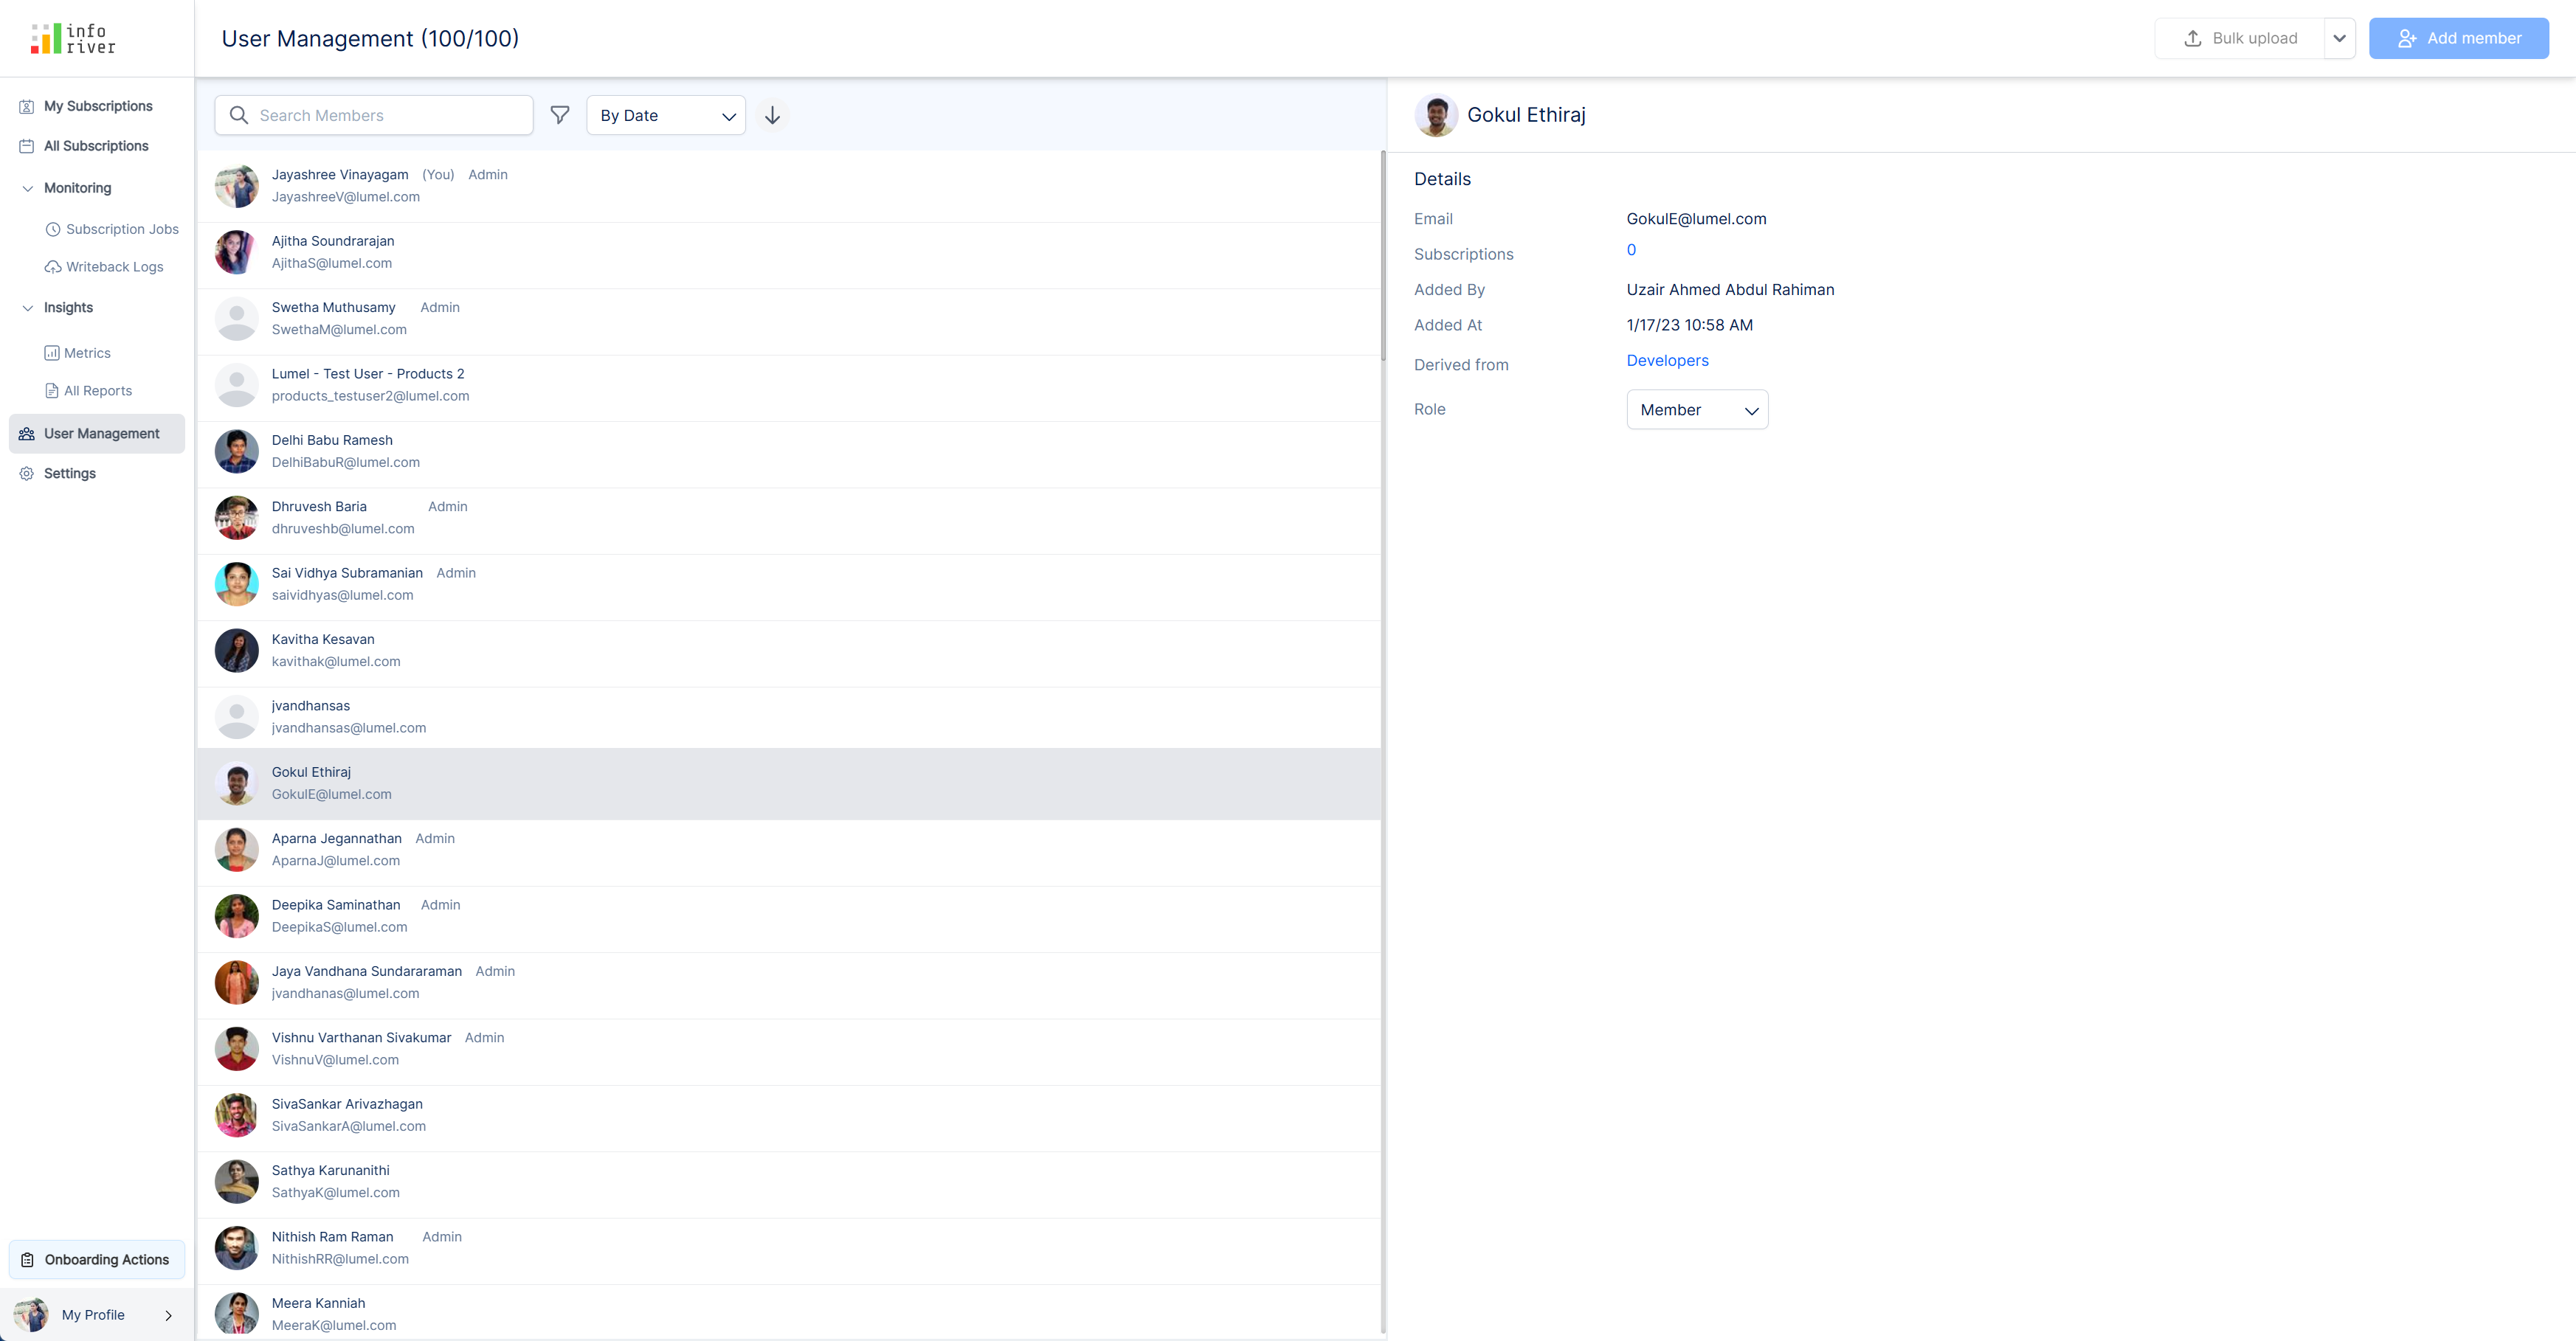 info
river
User Management (100/100)
Bulk upload
Add member
My Subscriptions
All Subscriptions
Monitoring
Subscription Jobs
Writeback Logs
Insights
Metrics
All Reports
User Management
Settings
Onboarding Actions
My Profile
Search Members
By Date
Jayashree Vinayagam (You) Admin
JayashreeV@lumel.com
Ajitha Soundrarajan
AjithaS@lumel.com
Swetha Muthusamy Admin
SwethaM@lumel.com
Lumel - Test User - Products 2
products_testuser2@lumel.com
Delhi Babu Ramesh
DelhiBabuR@lumel.com
Dhruvesh Baria Admin
dhruveshb@lumel.com
Sai Vidhya Subramanian Admin
saividhyas@lumel.com
Kavitha Kesavan
kavithak@lumel.com
jvandhansas
jvandhansas@lumel.com
Gokul Ethiraj
GokulE@lumel.com
Aparna Jegannathan Admin
AparnaJ@lumel.com
Deepika Saminathan Admin
DeepikaS@lumel.com
Jaya Vandhana Sundararaman Admin
jvandhanas@lumel.com
Vishnu Varthanan Sivakumar Admin
VishnuV@lumel.com
SivaSankar Arivazhagan
SivaSankarA@lumel.com
Sathya Karunanithi
SathyaK@lumel.com
Nithish Ram Raman Admin
NithishRR@lumel.com
Meera Kanniah
MeeraK@lumel.com
Gokul Ethiraj
Details
Email GokulE@lumel.com
Subscriptions 0
Added By Uzair Ahmed Abdul Rahiman
Added At 1/17/23 10:58 AM
Derived from Developers
Role Member